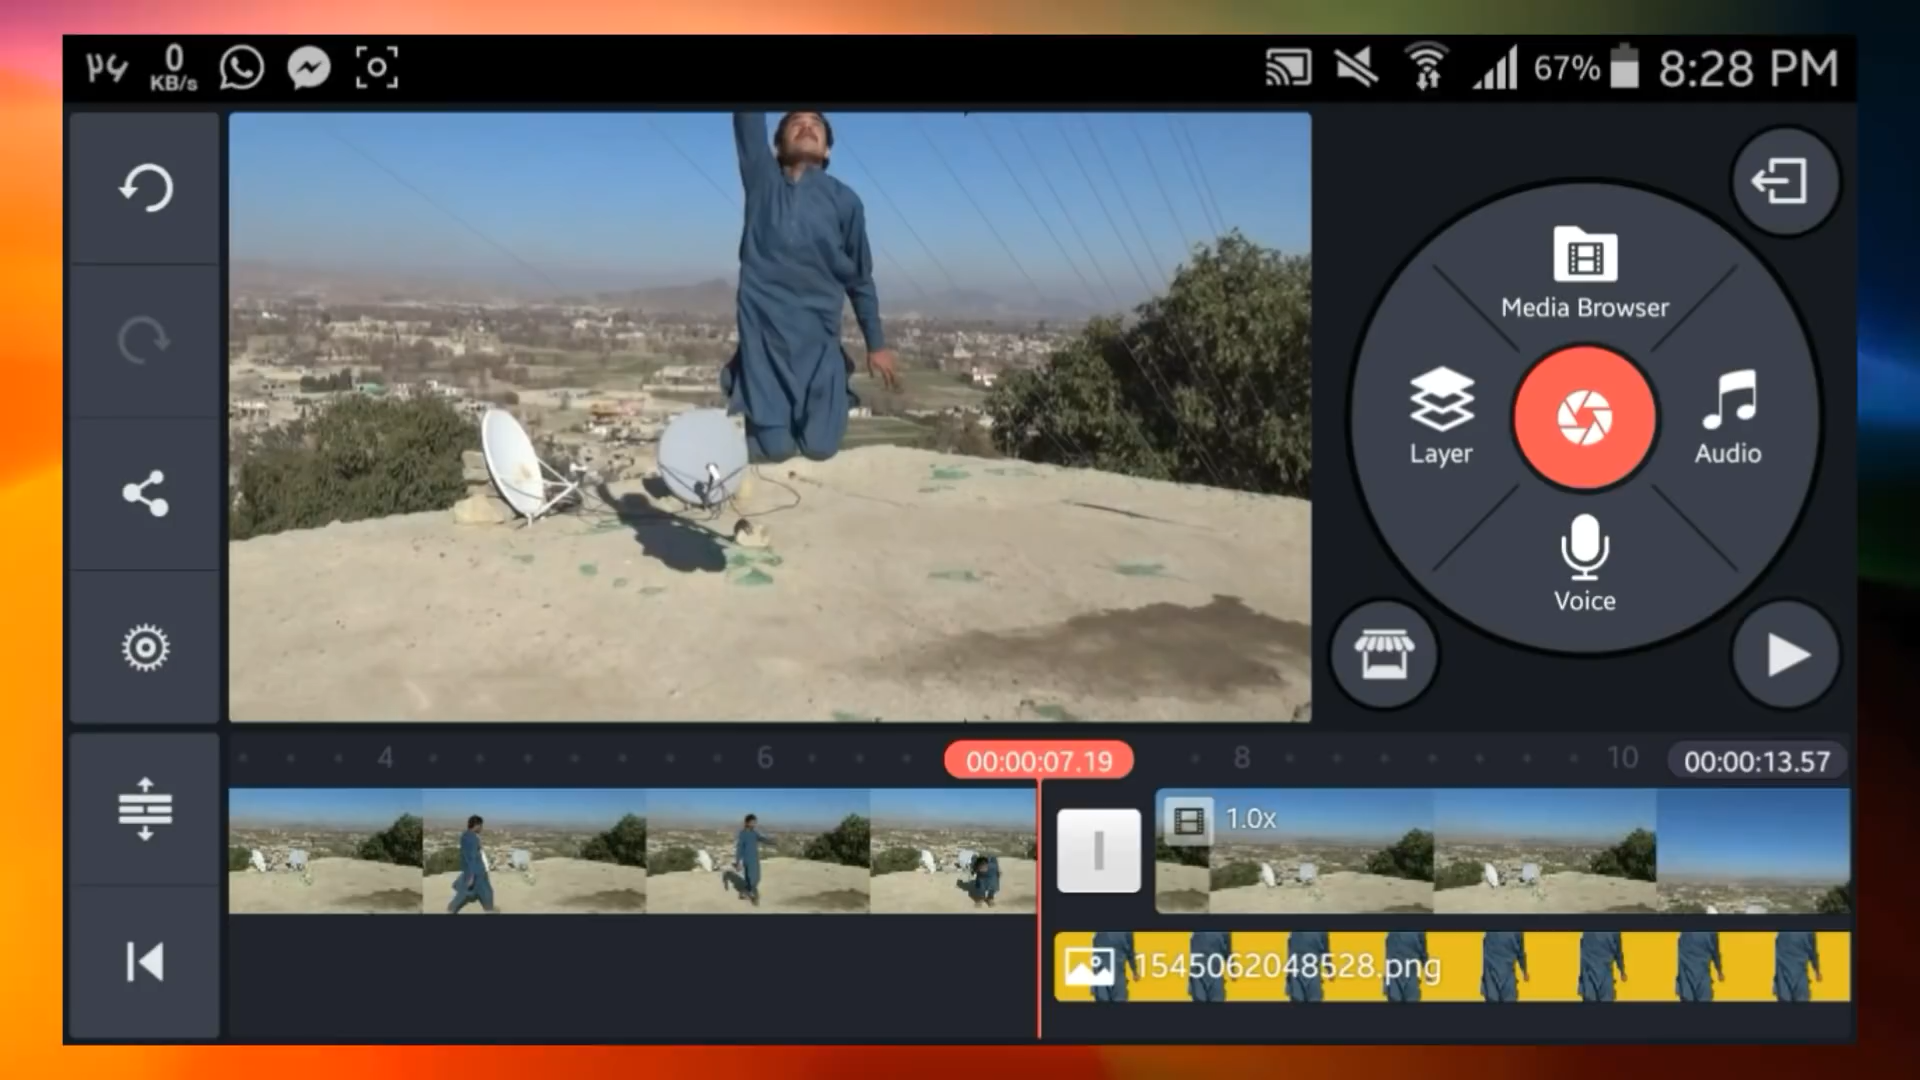 ۲۶
0
KB/s
67%
8:28 PM
Media Browser
Layer
Audio
Voice
4
6
00:00:07.19
8
10
00:00:13.57
1.0x
1545062048528.png